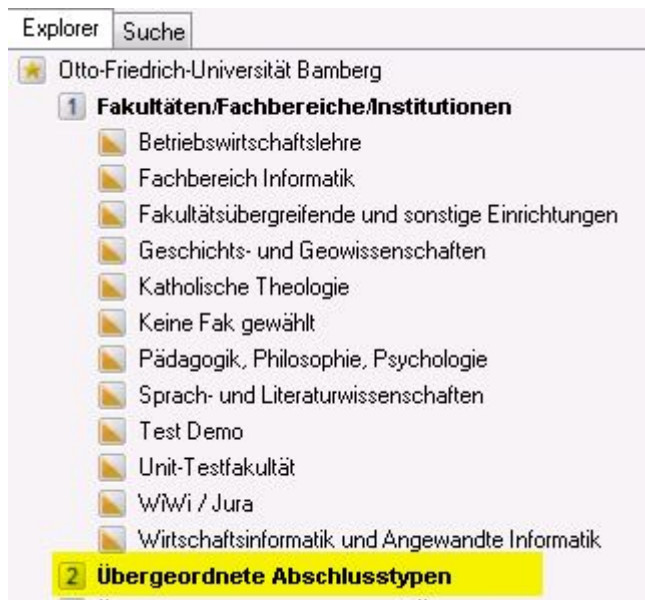 Explorer Suche
Otto-Friedrich-Universität Bamberg
1 Fakultäten/Fachbereiche/Institutionen
Betriebswirtschaftslehre
Fachbereich Informatik
Fakultätsübergreifende und sonstige Einrichtungen
Geschichts- und Geowissenschaften
Katholische Theologie
Keine Fak gewählt
Pädagogik, Philosophie, Psychologie
Sprach- und Literaturwissenschaften
Test Demo
Unit-Testfakultät
WiWi / Jura
Wirtschaftsinformatik und Angewandte Informatik
2 Übergeordnete Abschlusstypen